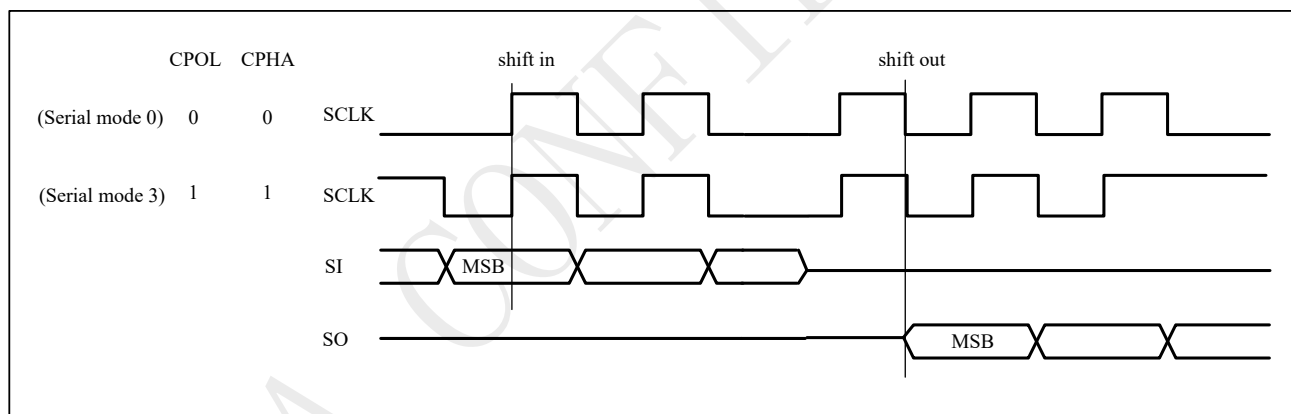 CPOL CPHA shift in shift out
(Serial mode 0) 0 0 SCLK
(Serial mode 3) 1 1 SCLK
SI MSB
SO MSB